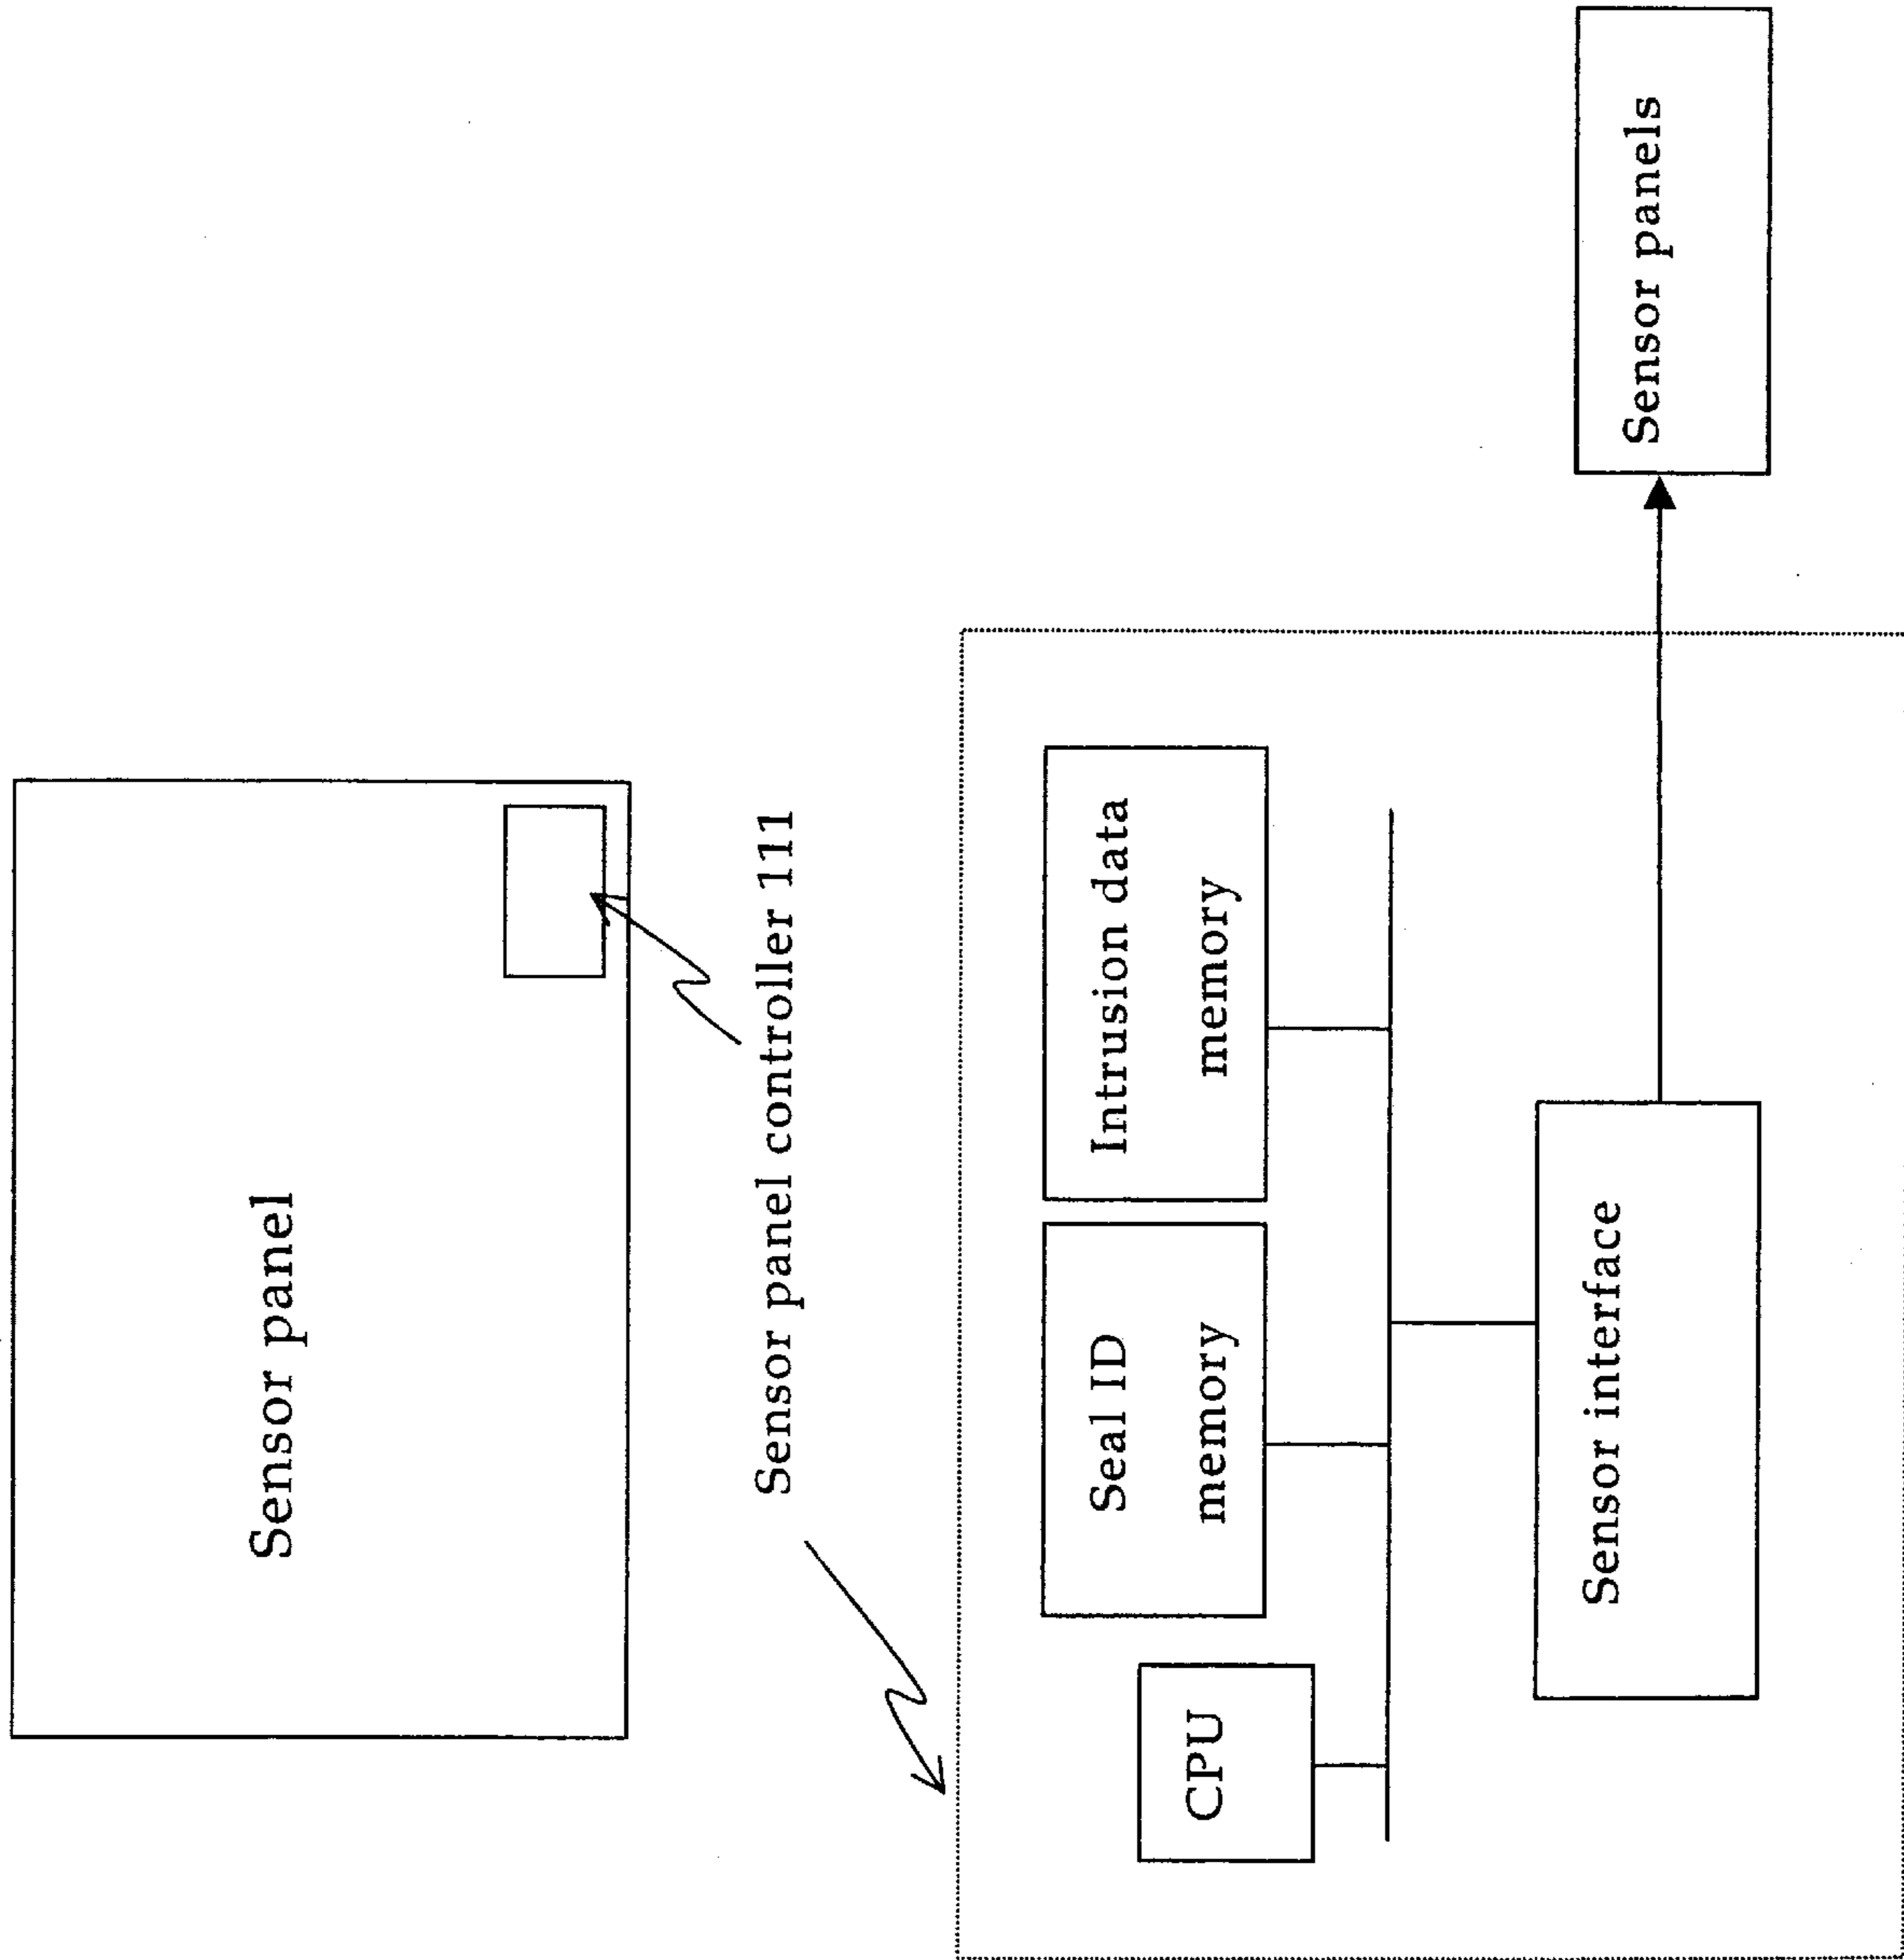 Sensor panel
Sensor panel controller 111
CPU
Seal ID
memory
Intrusion data
memory
Sensor interface
Sensor panels